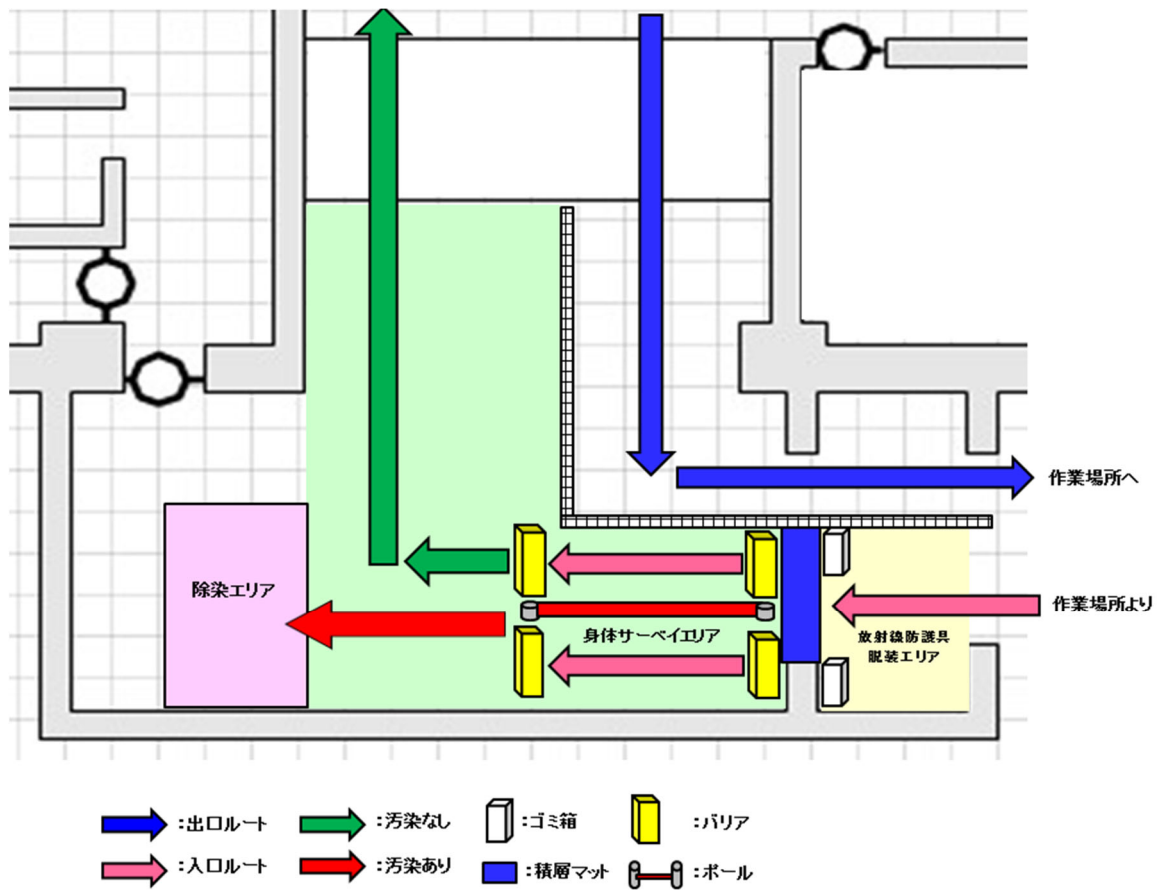 作業場所へ
除染エリア
作業場所より
身体サーベイエリア
放射線防護具
脱装エリア
:出口ルート
:汚染なし
:ゴミ箱
:バリア
:入口ルート
:汚染あり
:積層マット
:ポール